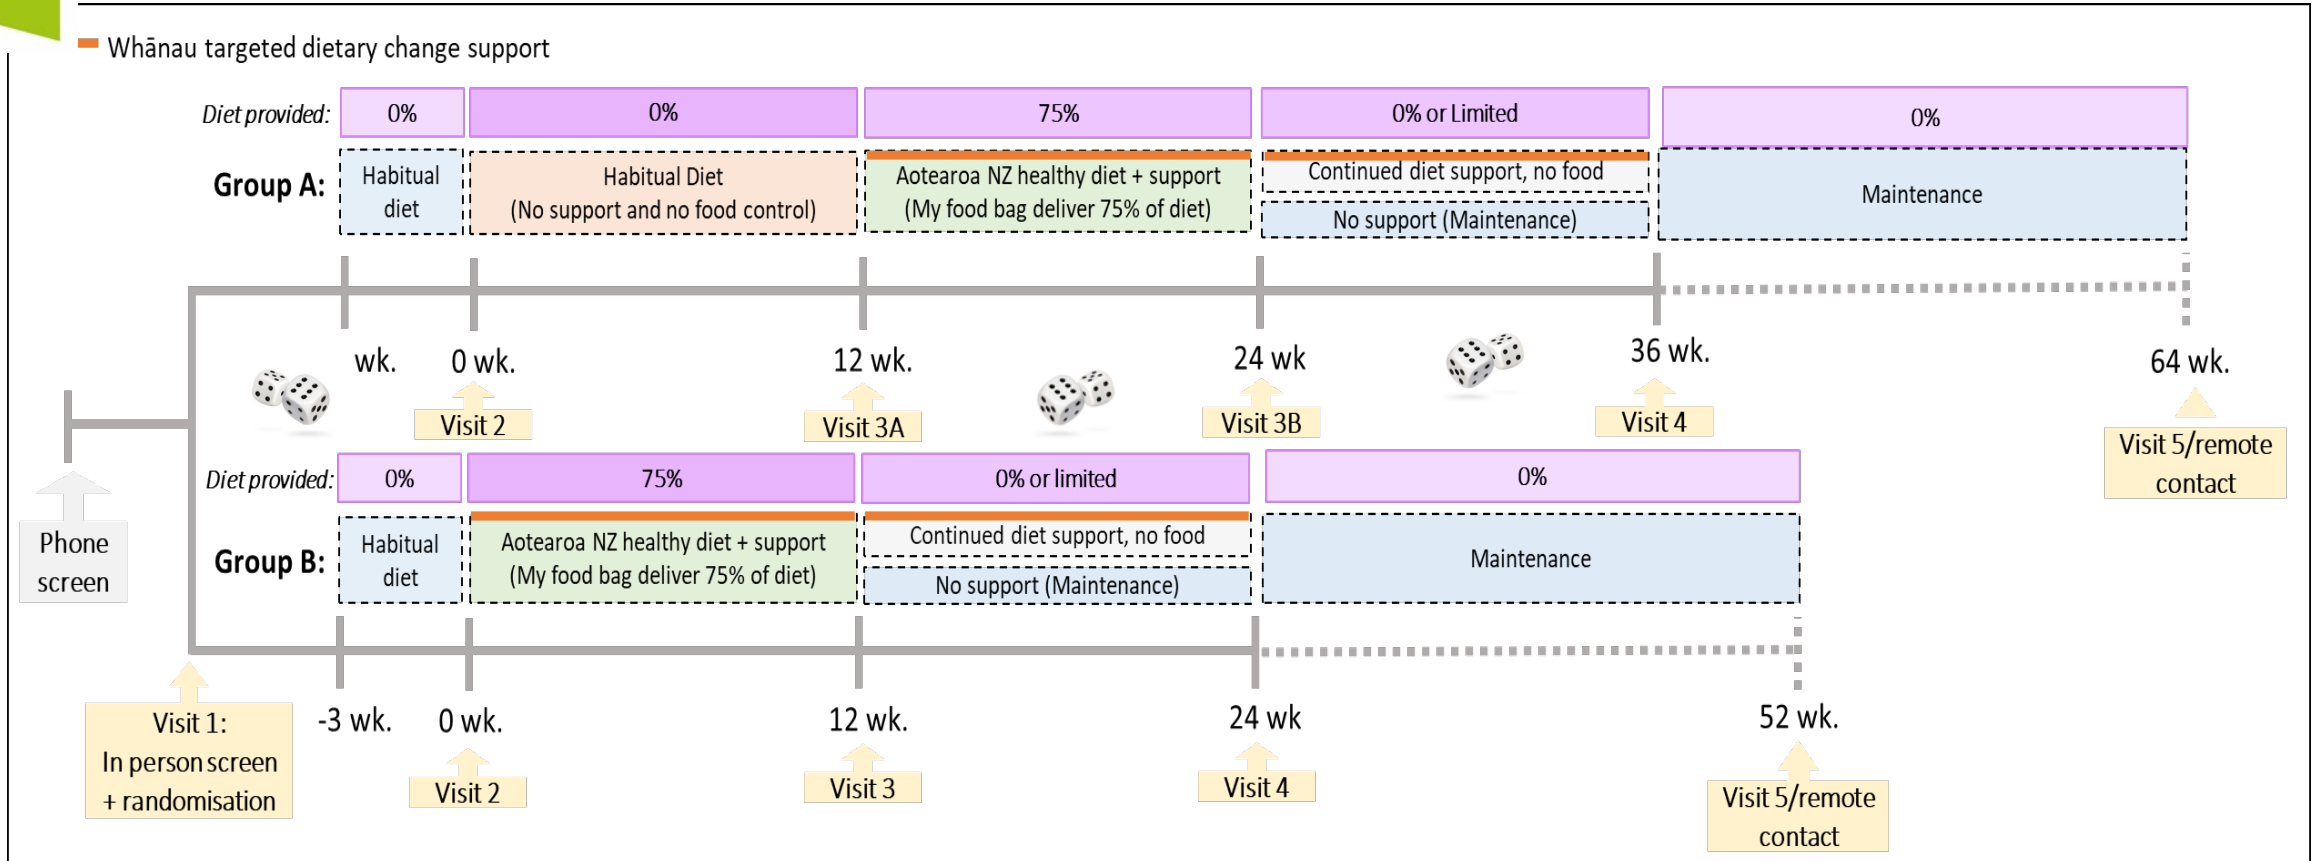 Whānau targeted dietary change support
Diet provided: 0% 0% 75% 0% or Limited 0%
Group A:
Habitual
diet
Habitual Diet
(No support and no food control)
Aotearoa NZ healthy diet + support
(My food bag deliver 75% of diet)
Continued diet support, no food
No support (Maintenance)
Maintenance
wk. 0 wk. 12 wk. 24 wk 36 wk. 64 wk.
Visit 2
Visit 3A
Visit 3B
Visit 4
Visit 5/remote
contact
Diet provided: 0% 75% 0% or limited 0%
Phone
screen
Group B:
Habitual
diet
Aotearoa NZ healthy diet + support
(My food bag deliver 75% of diet)
Continued diet support, no food
No support (Maintenance)
Maintenance
Visit 1:
In person screen
+ randomisation
-3 wk. 0 wk. 12 wk. 24 wk 52 wk.
Visit 2
Visit 3
Visit 4
Visit 5/remote
contact